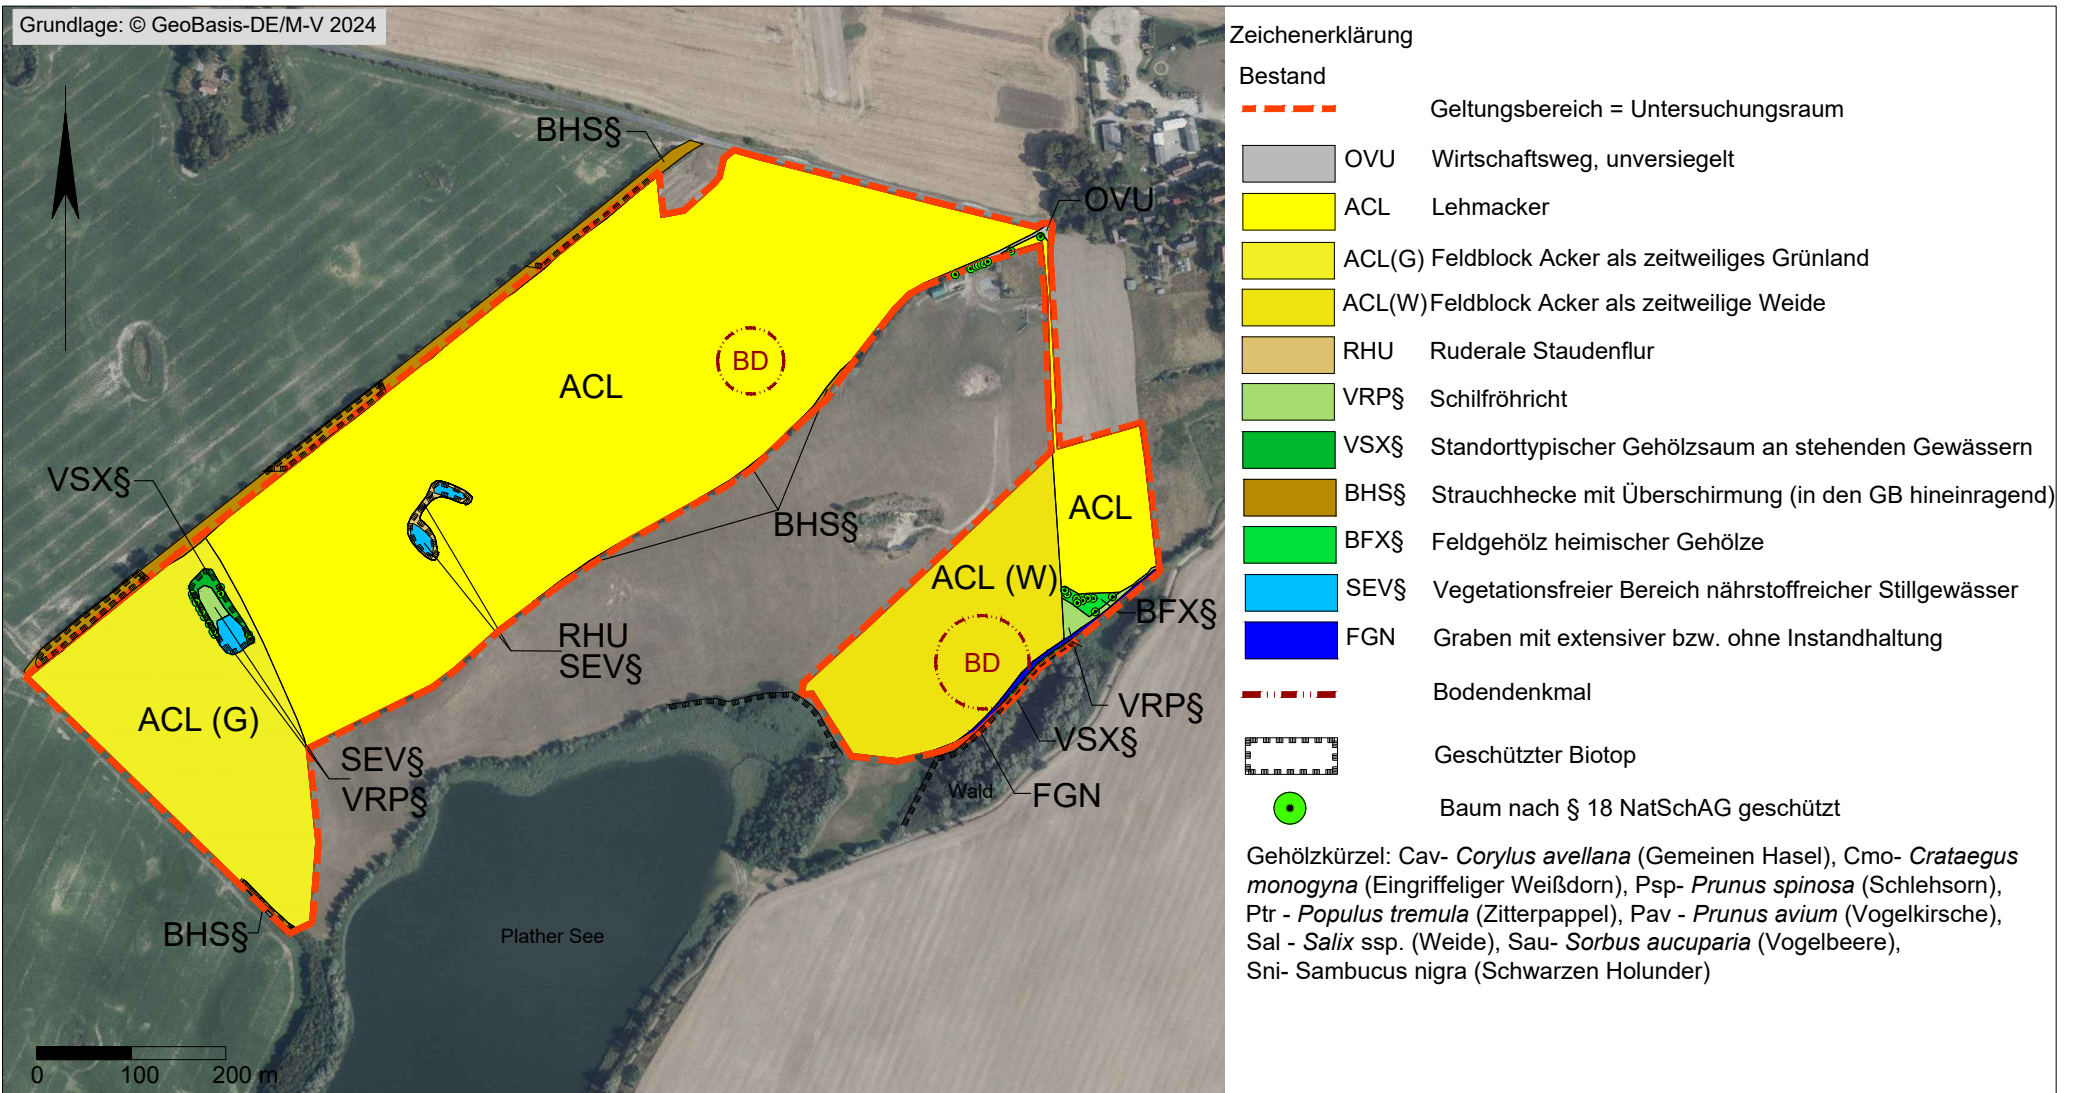 Grundlage: © GeoBasis-DE/M-V 2024
BHS§
OVU
BD
ACL
VSX§
BHS§
ACL
ACL (W)
BFX§
RHU
SEV§
BD
VRP§
ACL (G)
VSX§
SEV§
VRP§
Wald
FGN
BHS§
Plather See
0 100 200 m
Zeichenerklärung
Bestand
Geltungsbereich = Untersuchungsraum
OVU Wirtschaftsweg, unversiegelt
ACL Lehmacker
ACL(G) Feldblock Acker als zeitweiliges Grünland
ACL(W) Feldblock Acker als zeitweilige Weide
RHU Ruderale Staudenflur
VRP§ Schilfröhricht
VSX§ Standorttypischer Gehölzsaum an stehenden Gewässern
BHS§ Strauchhecke mit Überschirmung (in den GB hineinragend)
BFX§ Feldgehölz heimischer Gehölze
SEV§ Vegetationsfreier Bereich nährstoffreicher Stillgewässer
FGN Graben mit extensiver bzw. ohne Instandhaltung
Bodendenkmal
Geschützter Biotop
Baum nach § 18 NatSchAG geschützt
Gehölzkürzel: Cav- Corylus avellana (Gemeinen Hasel), Cmo- Crataegus
monogyna (Eingriffeliger Weißdorn), Psp- Prunus spinosa (Schlehsorn),
Ptr - Populus tremula (Zitterpappel), Pav - Prunus avium (Vogelkirsche),
Sal - Salix ssp. (Weide), Sau- Sorbus aucuparia (Vogelbeere),
Sni- Sambucus nigra (Schwarzen Holunder)